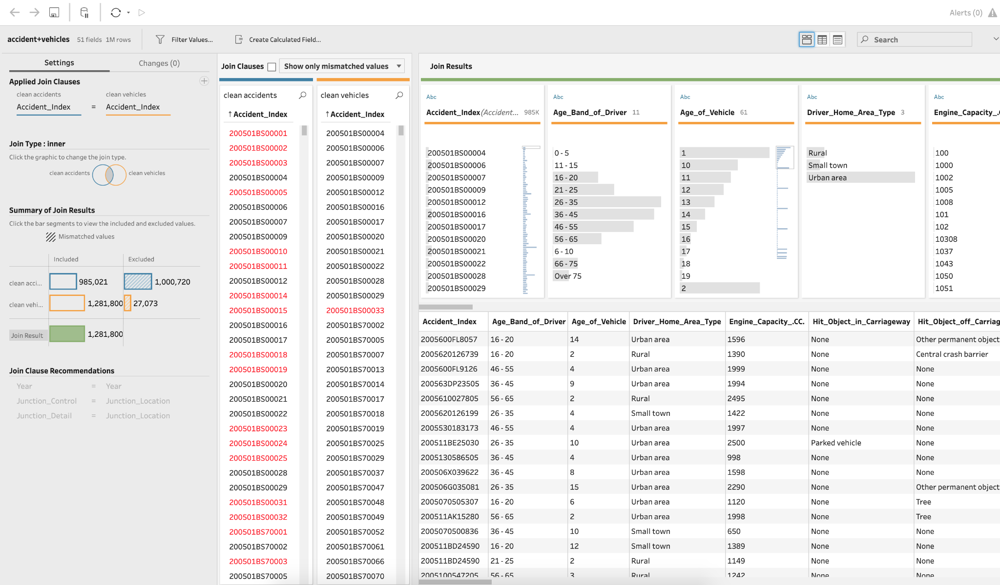 Alerts (0)
accident+vehicles 51 fields 1M rows Filter Values... Create Calculated Field... Search
Settings Changes (0)
Applied Join Clauses
clean accidents clean vehicles
Accident_Index = Accident_Index
Join Type : inner
Click the graphic to change the join type.
clean accidents clean vehicles
Summary of Join Results
Click the bar segments to view the included and excluded values.
Mismatched values
Included Excluded
clean acci... 985,021 1,000,720
clean vehi... 1,281,800 27,073
Join Result 1,281,800
Join Clause Recommendations
Year = Year
Junction_Control = Junction_Location
Junction_Detail = Junction_Location
Join Clauses Show only mismatched values
clean accidents
Accident_Index
200501BS00001
200501BS00002
200501BS00003
200501BS00004
200501BS00005
200501BS00006
200501BS00007
200501BS00009
200501BS00010
200501BS00011
200501BS00012
200501BS00014
200501BS00015
200501BS00016
200501BS00017
200501BS00018
200501BS00019
200501BS00020
200501BS00021
200501BS00022
200501BS00023
200501BS00024
200501BS00025
200501BS00028
200501BS00029
200501BS00031
200501BS00032
200501BS70001
200501BS70002
200501BS70003
200501BS70005
clean vehicles
Accident_Index
200501BS00004
200501BS00006
200501BS00007
200501BS00009
200501BS00012
200501BS00016
200501BS00017
200501BS00020
200501BS00021
200501BS00022
200501BS00028
200501BS00029
200501BS00033
200501BS70002
200501BS70005
200501BS70007
200501BS70013
200501BS70014
200501BS70017
200501BS70018
200501BS70019
200501BS70025
200501BS70029
200501BS70037
200501BS70047
200501BS70048
200501BS70049
200501BS70052
200501BS70061
200501BS70066
200501BS70070
Join Results
Abc
Accident_Index(Accident... 985K
200501BS00004
200501BS00006
200501BS00007
200501BS00009
200501BS00012
200501BS00016
200501BS00017
200501BS00020
200501BS00021
200501BS00022
200501BS00028
200501BS00029
Abc
Age_Band_of_Driver 11
0 - 5
11 - 15
16 - 20
21 - 25
26 - 35
36 - 45
46 - 55
56 - 65
6 - 10
66 - 75
Over 75
Abc
Age_of_Vehicle 61
1
10
11
12
13
14
15
16
17
18
19
2
Abc
Driver_Home_Area_Type 3
Rural
Small town
Urban area
Abc
Engine_Capacity_.
100
1000
1002
1005
1008
101
102
10308
1037
1043
1050
1051
Accident_Index Age_Band_of_Driver Age_of_Vehicle Driver_Home_Area_Type Engine_Capacity_.CC. Hit_Object_in_Carriageway Hit_Object_off_Carriag
2005600FL8057 16 - 20 14 Urban area 1596 None Other permanent object
2005620126739 16 - 20 2 Rural 1390 None Central crash barrier
2005600FL9126 46 - 55 4 Urban area 1999 None None
200563DP23505 36 - 45 9 Urban area 1994 None None
2005610027805 56 - 65 2 Rural 2495 None None
2005620126199 26 - 35 4 Small town 1422 None None
2005530183173 46 - 55 4 Urban area 1997 None None
200511BE25030 26 - 35 10 Urban area 2500 Parked vehicle None
2005130586505 36 - 45 4 Urban area 998 None None
200506X039622 36 - 45 8 Urban area 1598 None None
200506G035081 26 - 35 15 Urban area 2290 None Other permanent object
2005070505307 16 - 20 6 Urban area 1120 None Tree
200511AK15280 56 - 65 2 Urban area 1998 None Tree
2005070500836 36 - 45 10 Small town 650 None None
200511BD24590 16 - 20 12 Small town 1389 None None
200511BD24590 21 - 25 2 Rural 1149 None None
2005100547205 56 - 65 3 Rural 1242 None None